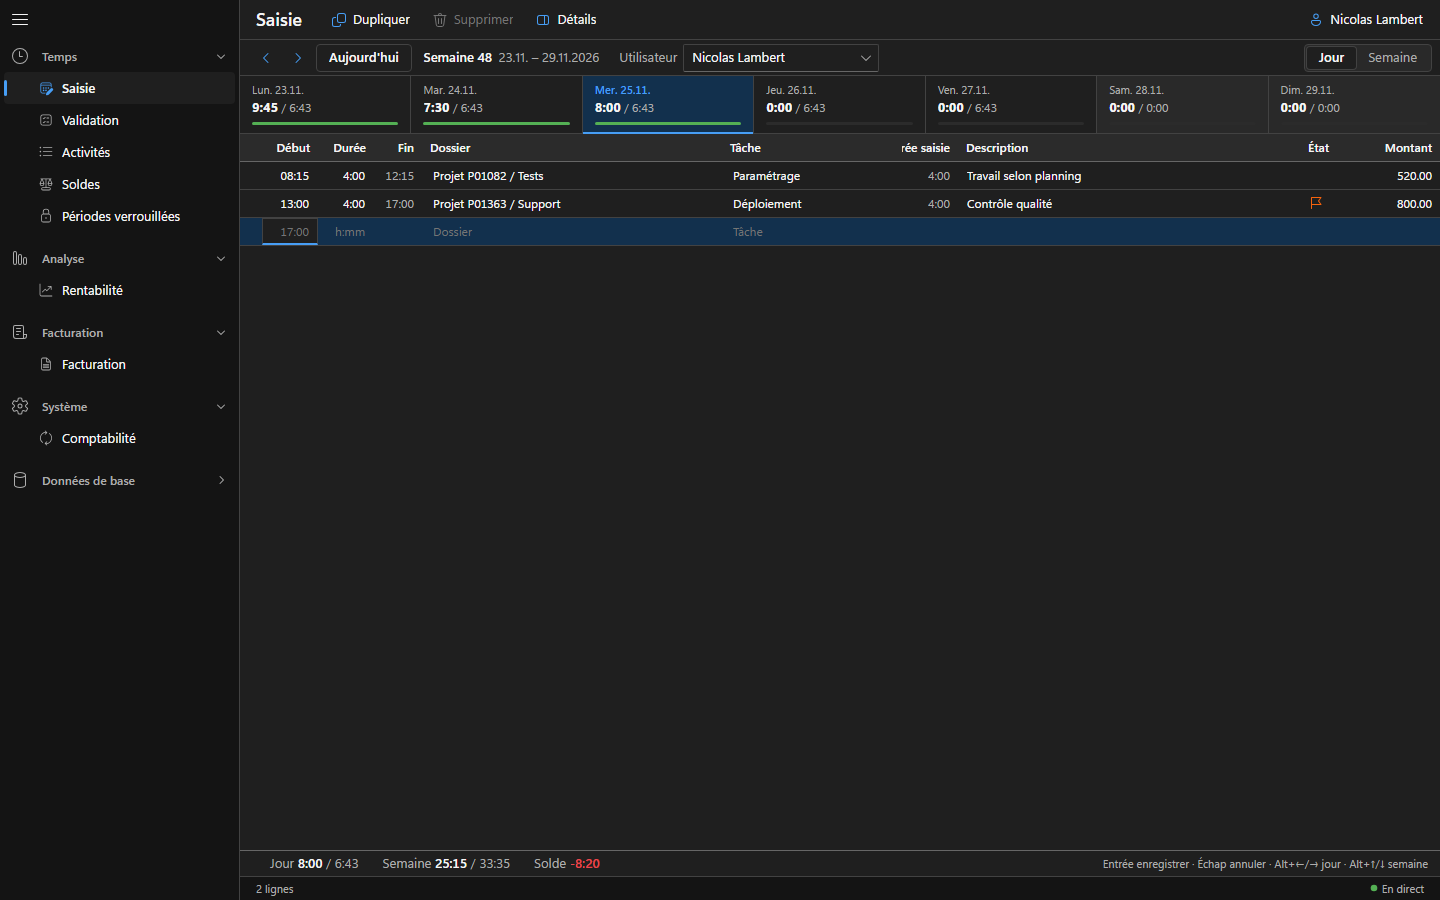 Saisie
Dupliquer
Supprimer
Détails
Nicolas Lambert
Temps
Saisie
Validation
Activités
Soldes
Périodes verrouillées
Analyse
Rentabilité
Facturation
Facturation
Système
Comptabilité
Données de base
Aujourd'hui
Semaine 48 23.11. – 29.11.2026
Utilisateur
Nicolas Lambert
Jour
Semaine
Lun. 23.11.
9:45 / 6:43
Mar. 24.11.
7:30 / 6:43
Mer. 25.11.
8:00 / 6:43
Jeu. 26.11.
0:00 / 6:43
Ven. 27.11.
0:00 / 6:43
Sam. 28.11.
0:00 / 0:00
Dim. 29.11.
0:00 / 0:00
Début Durée Fin Dossier Tâche rée saisie Description État Montant
08:15 4:00 12:15 Projet P01082 / Tests Paramétrage 4:00 Travail selon planning 520.00
13:00 4:00 17:00 Projet P01363 / Support Déploiement 4:00 Contrôle qualité 800.00
17:00 h:mm Dossier Tâche
Jour 8:00 / 6:43 Semaine 25:15 / 33:35 Solde -8:20
Entrée enregistrer · Échap annuler · Alt+←/→ jour · Alt+↑/↓ semaine
2 lignes
En direct